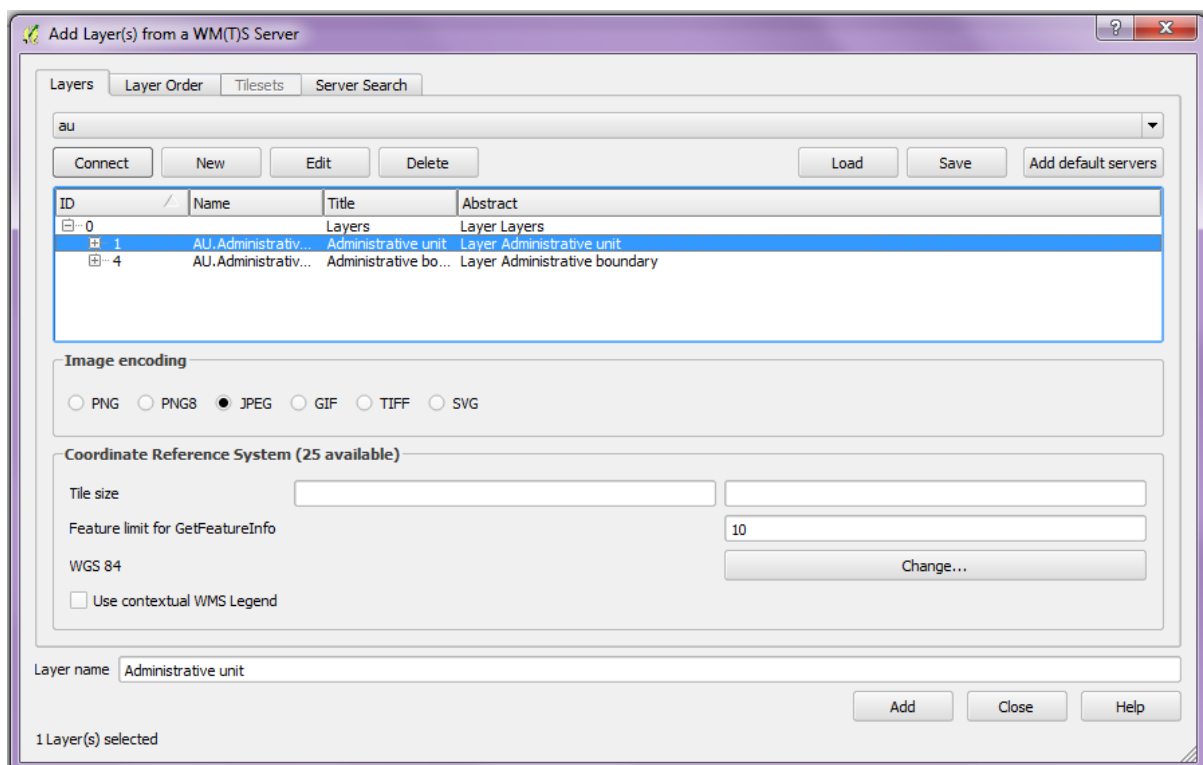 Add Layer(s) from a WM(T)S Server
Layers Layer Order Tilesets Server Search
au
Connect New Edit Delete Load Save Add default servers
ID Name Title Abstract
0 Layers Layer Layers
1 AU.Administrativ... Administrative unit Layer Administrative unit
4 AU.Administrativ... Administrative bo... Layer Administrative boundary
Image encoding
PNG PNG8 JPEG GIF TIFF SVG
Coordinate Reference System (25 available)
Tile size
Feature limit for GetFeatureInfo 10
WGS 84 Change...
Use contextual WMS Legend
Layer name Administrative unit
Add Close Help
1 Layer(s) selected